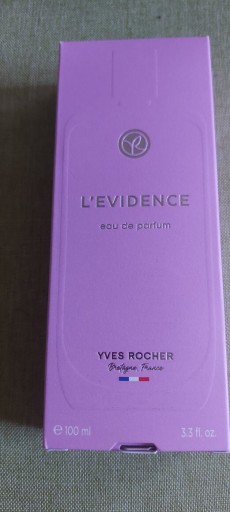 L'EVIDENCE
eau de parfum
YVES ROCHER
Bretagne, France
℮ 100 ml 3.3 fl. oz.